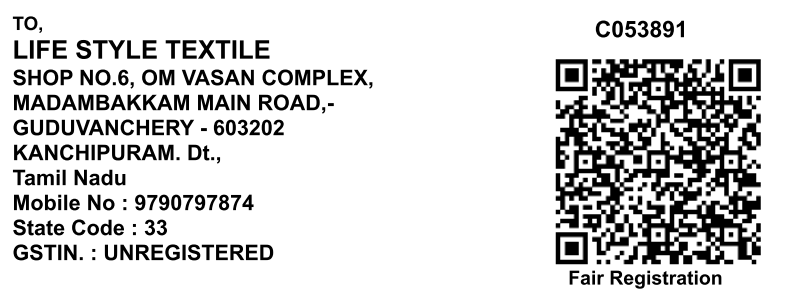 TO,
LIFE STYLE TEXTILE
SHOP NO.6, OM VASAN COMPLEX,
MADAMBAKKAM MAIN ROAD,-
GUDUVANCHERY - 603202
KANCHIPURAM. Dt.,
Tamil Nadu
Mobile No : 9790797874
State Code : 33
GSTIN. : UNREGISTERED
C053891
Fair Registration